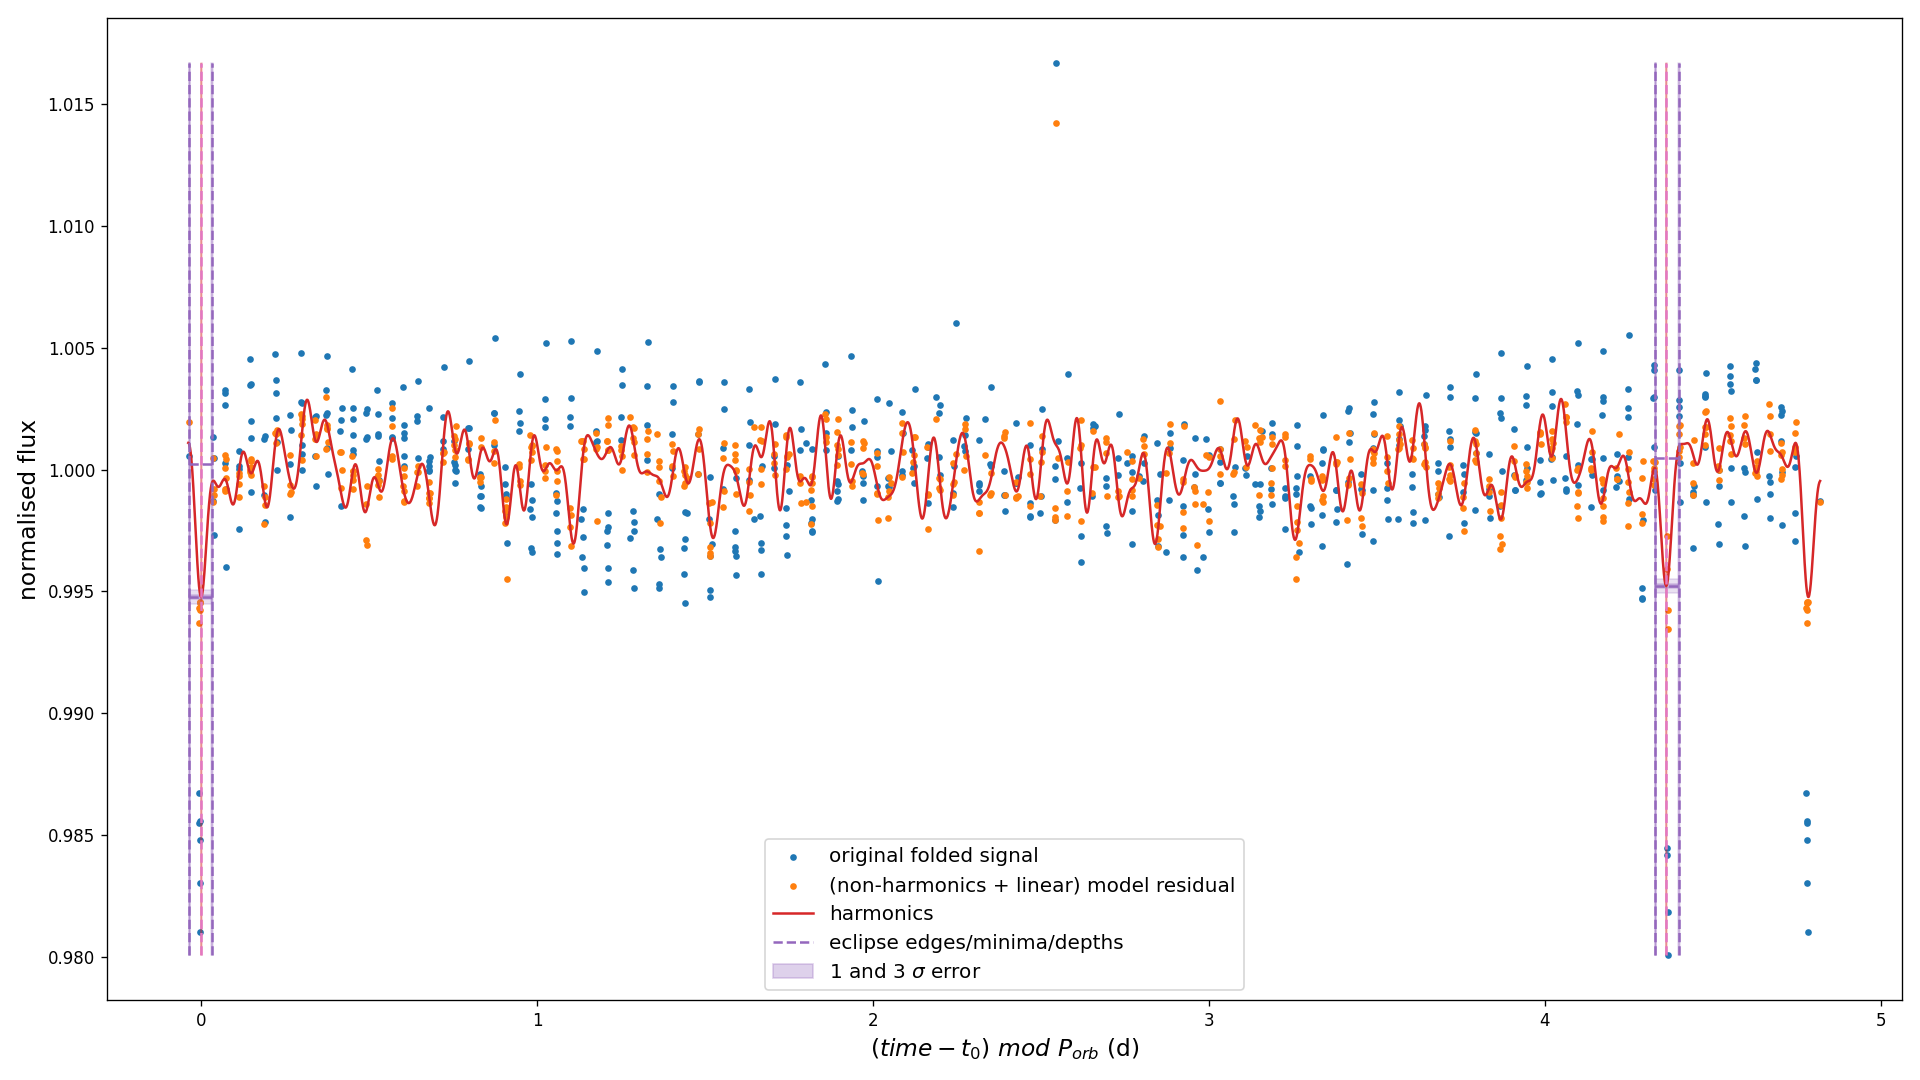 1.015
1.010
1.005
1.000
0.995
0.990
0.985
0.980
normalised flux
original folded signal
(non-harmonics + linear) model residual
harmonics
eclipse edges/minima/depths
1 and 3 σ error
0 1 2 3 4 5
(time − t₀) mod Pₒᵣb (d)